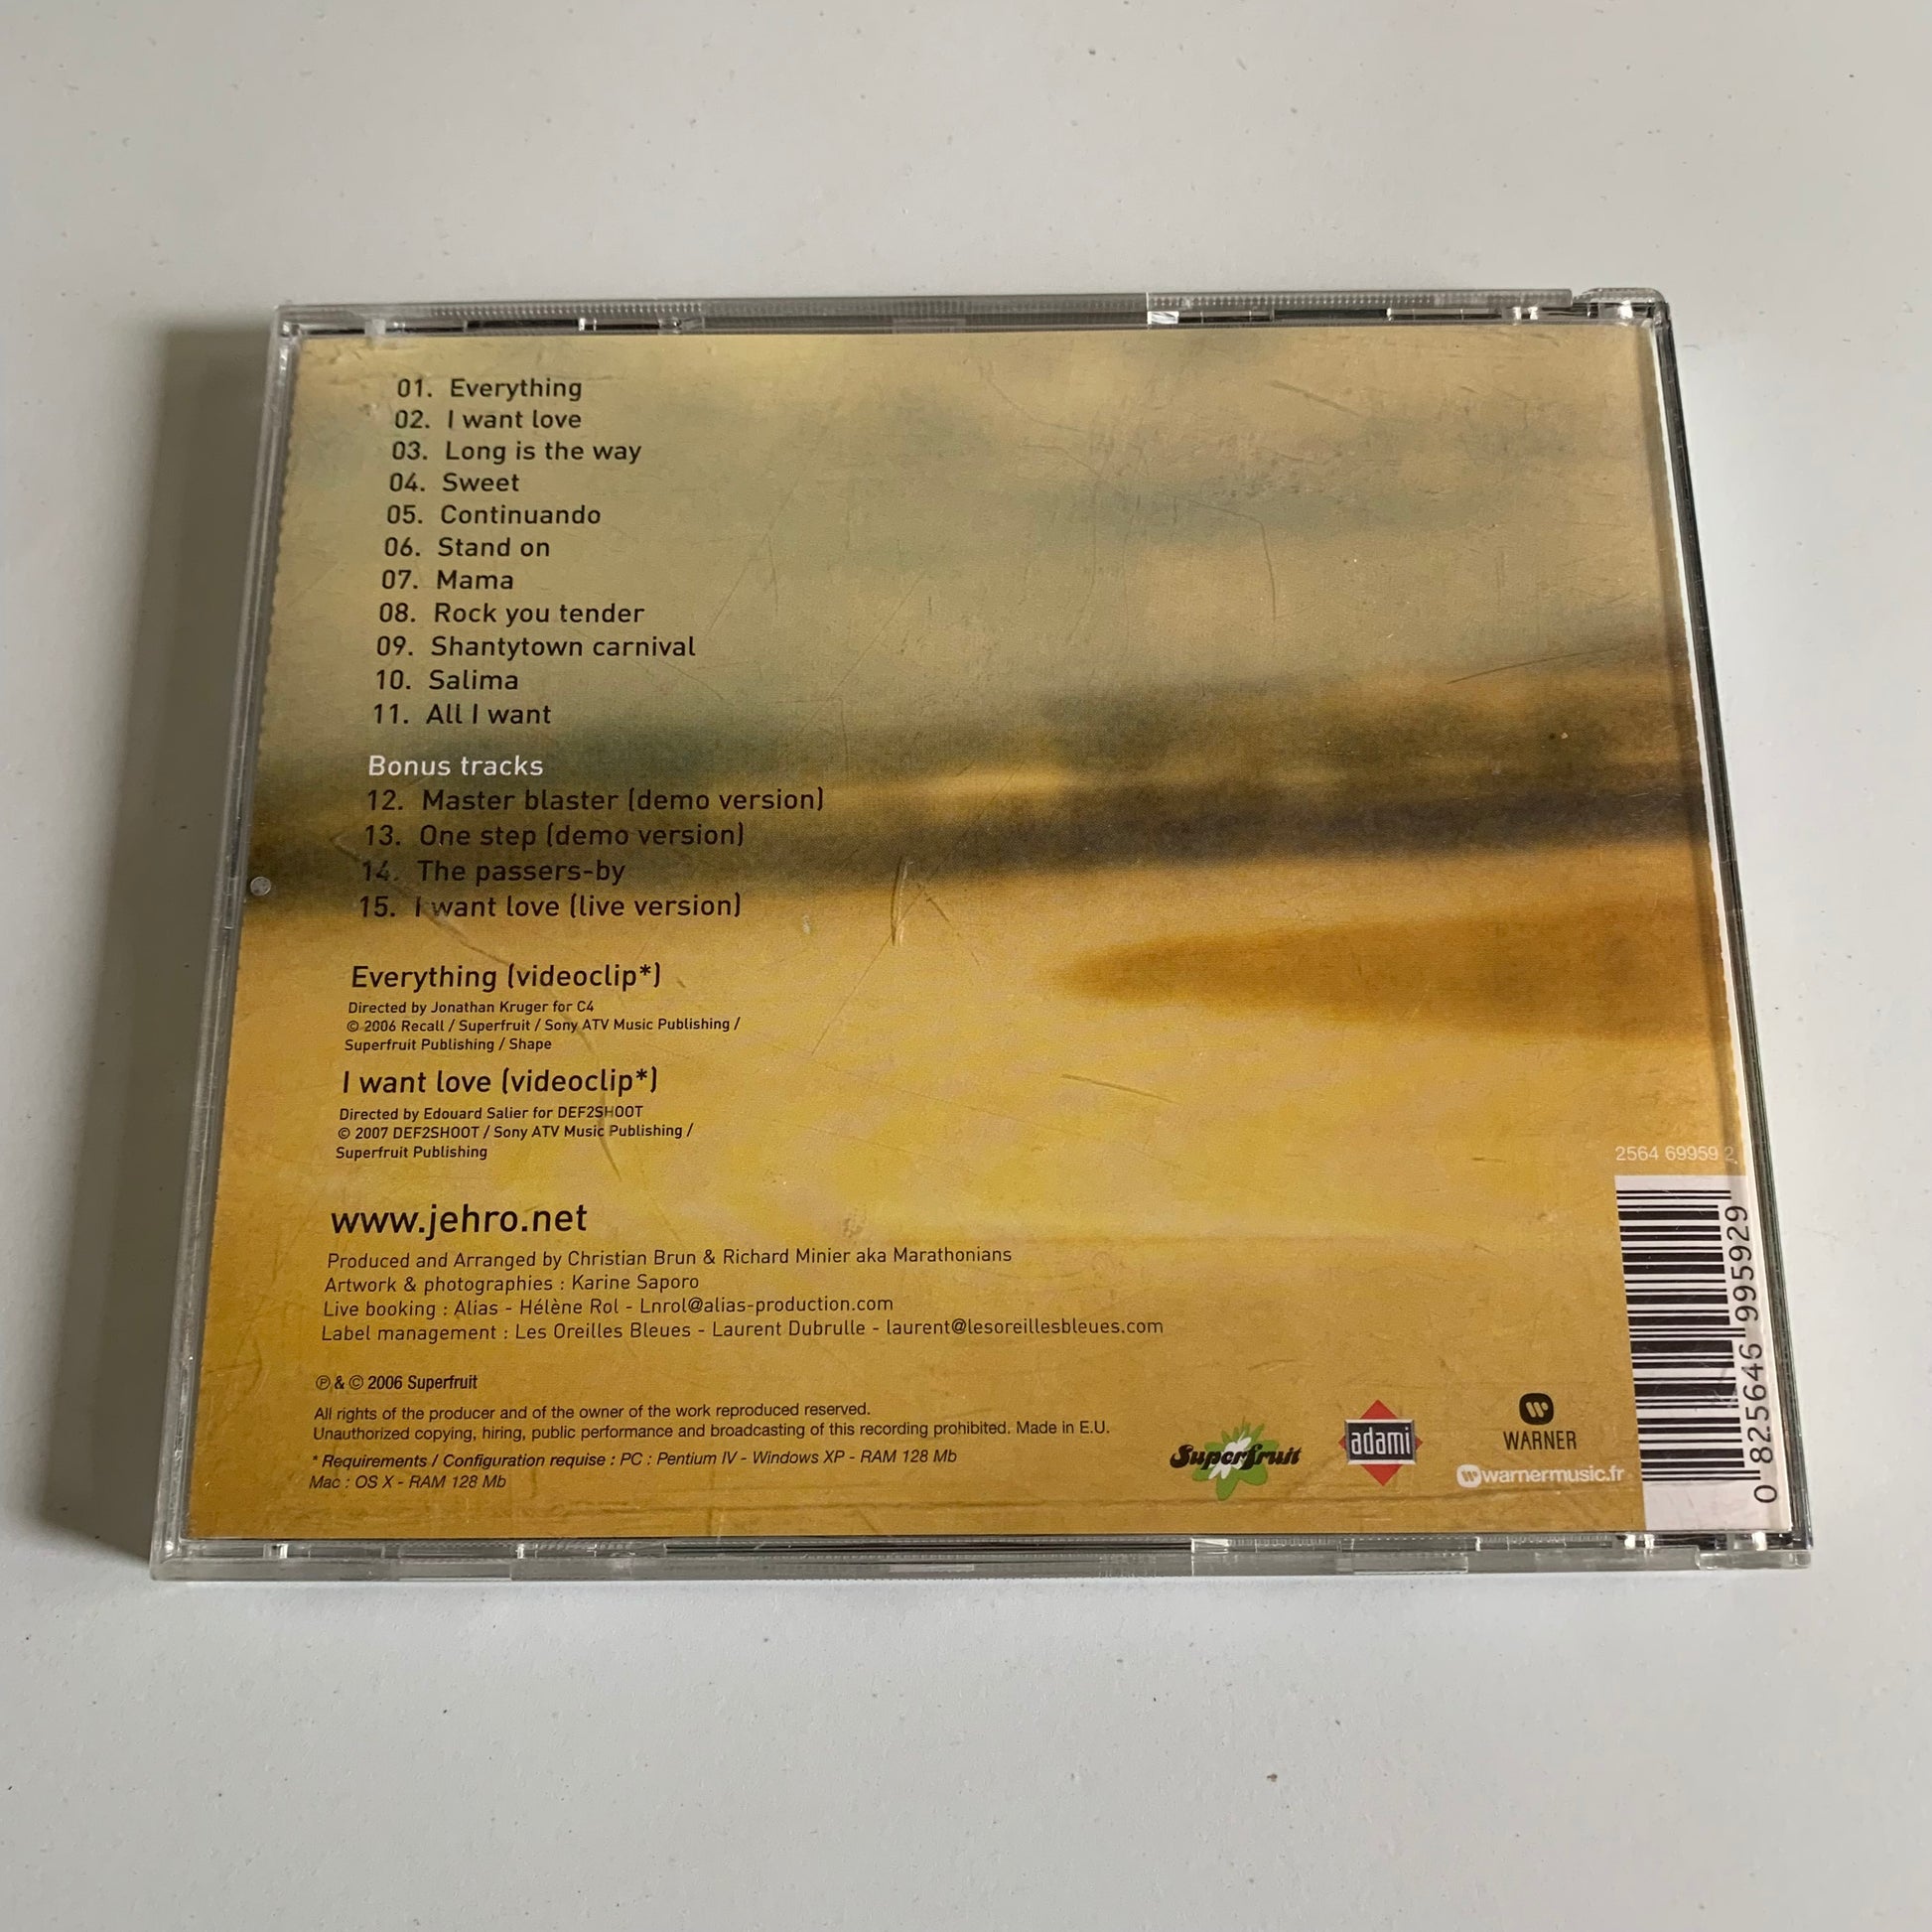 01. Everything
02. I want love
03. Long is the way
04. Sweet
05. Continuando
06. Stand on
07. Mama
08. Rock you tender
09. Shantytown carnival
10. Salima
11. All I want
Bonus tracks
12. Master blaster (demo version)
13. One step (demo version)
14. The passers-by
15. I want love (live version)
Everything (videoclip*)
Directed by Jonathan Kruger for C4
© 2006 Recall / Superfruit / Sony ATV Music Publishing /
Superfruit Publishing / Shape
I want love (videoclip*)
Directed by Edouard Salier for DEF2SHOOT
© 2007 DEF2SHOOT / Sony ATV Music Publishing /
Superfruit Publishing
www.jehro.net
Produced and Arranged by Christian Brun & Richard Minier aka Marathonians
Artwork & photographies : Karine Saporo
Live booking : Alias - Hélène Rol - Lnrol@alias-production.com
Label management : Les Oreilles Bleues - Laurent Dubrulle - laurent@lesoreillesbleues.com
℗ & © 2006 Superfruit
All rights of the producer and of the owner of the work reproduced reserved.
Unauthorized copying, hiring, public performance and broadcasting of this recording prohibited. Made in E.U.
* Requirements / Configuration requise : PC : Pentium IV - Windows XP - RAM 128 Mb
Mac : OS X - RAM 128 Mb
Superfruit
adami
WARNER
warnermusic.fr
2564 69959 2
0 825646 995929